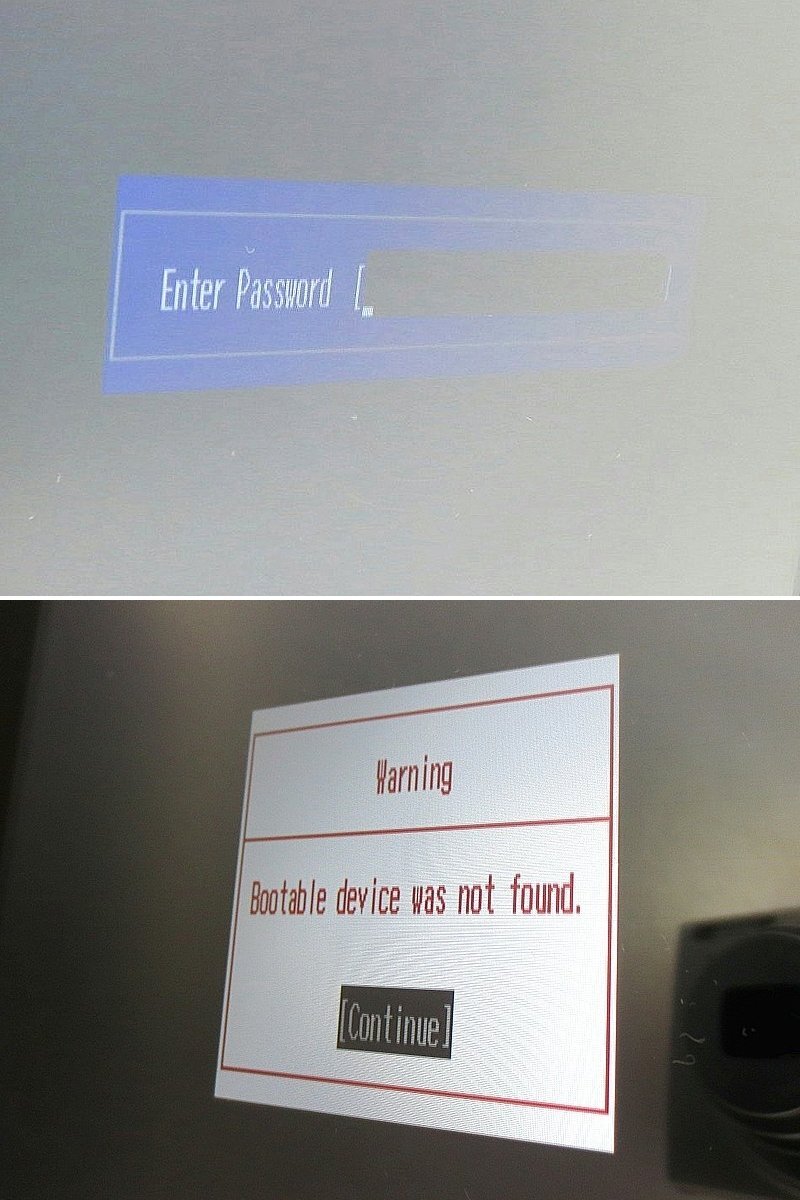 Enter Password [_ ]
Warning
Bootable device was not found.
[Continue]